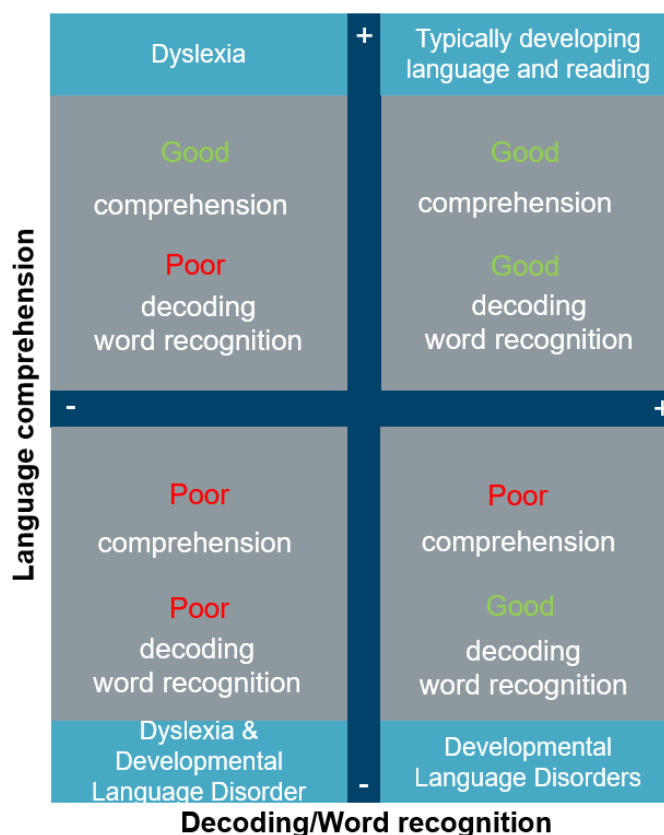 Dyslexia
+
Typically developing
language and reading
Good
comprehension
Poor
decoding
word recognition
Good
comprehension
Good
decoding
word recognition
Language comprehension
-
+
Poor
comprehension
Poor
decoding
word recognition
Poor
comprehension
Good
decoding
word recognition
Dyslexia &
Developmental
Language Disorder
-
Developmental
Language Disorders
Decoding/Word recognition